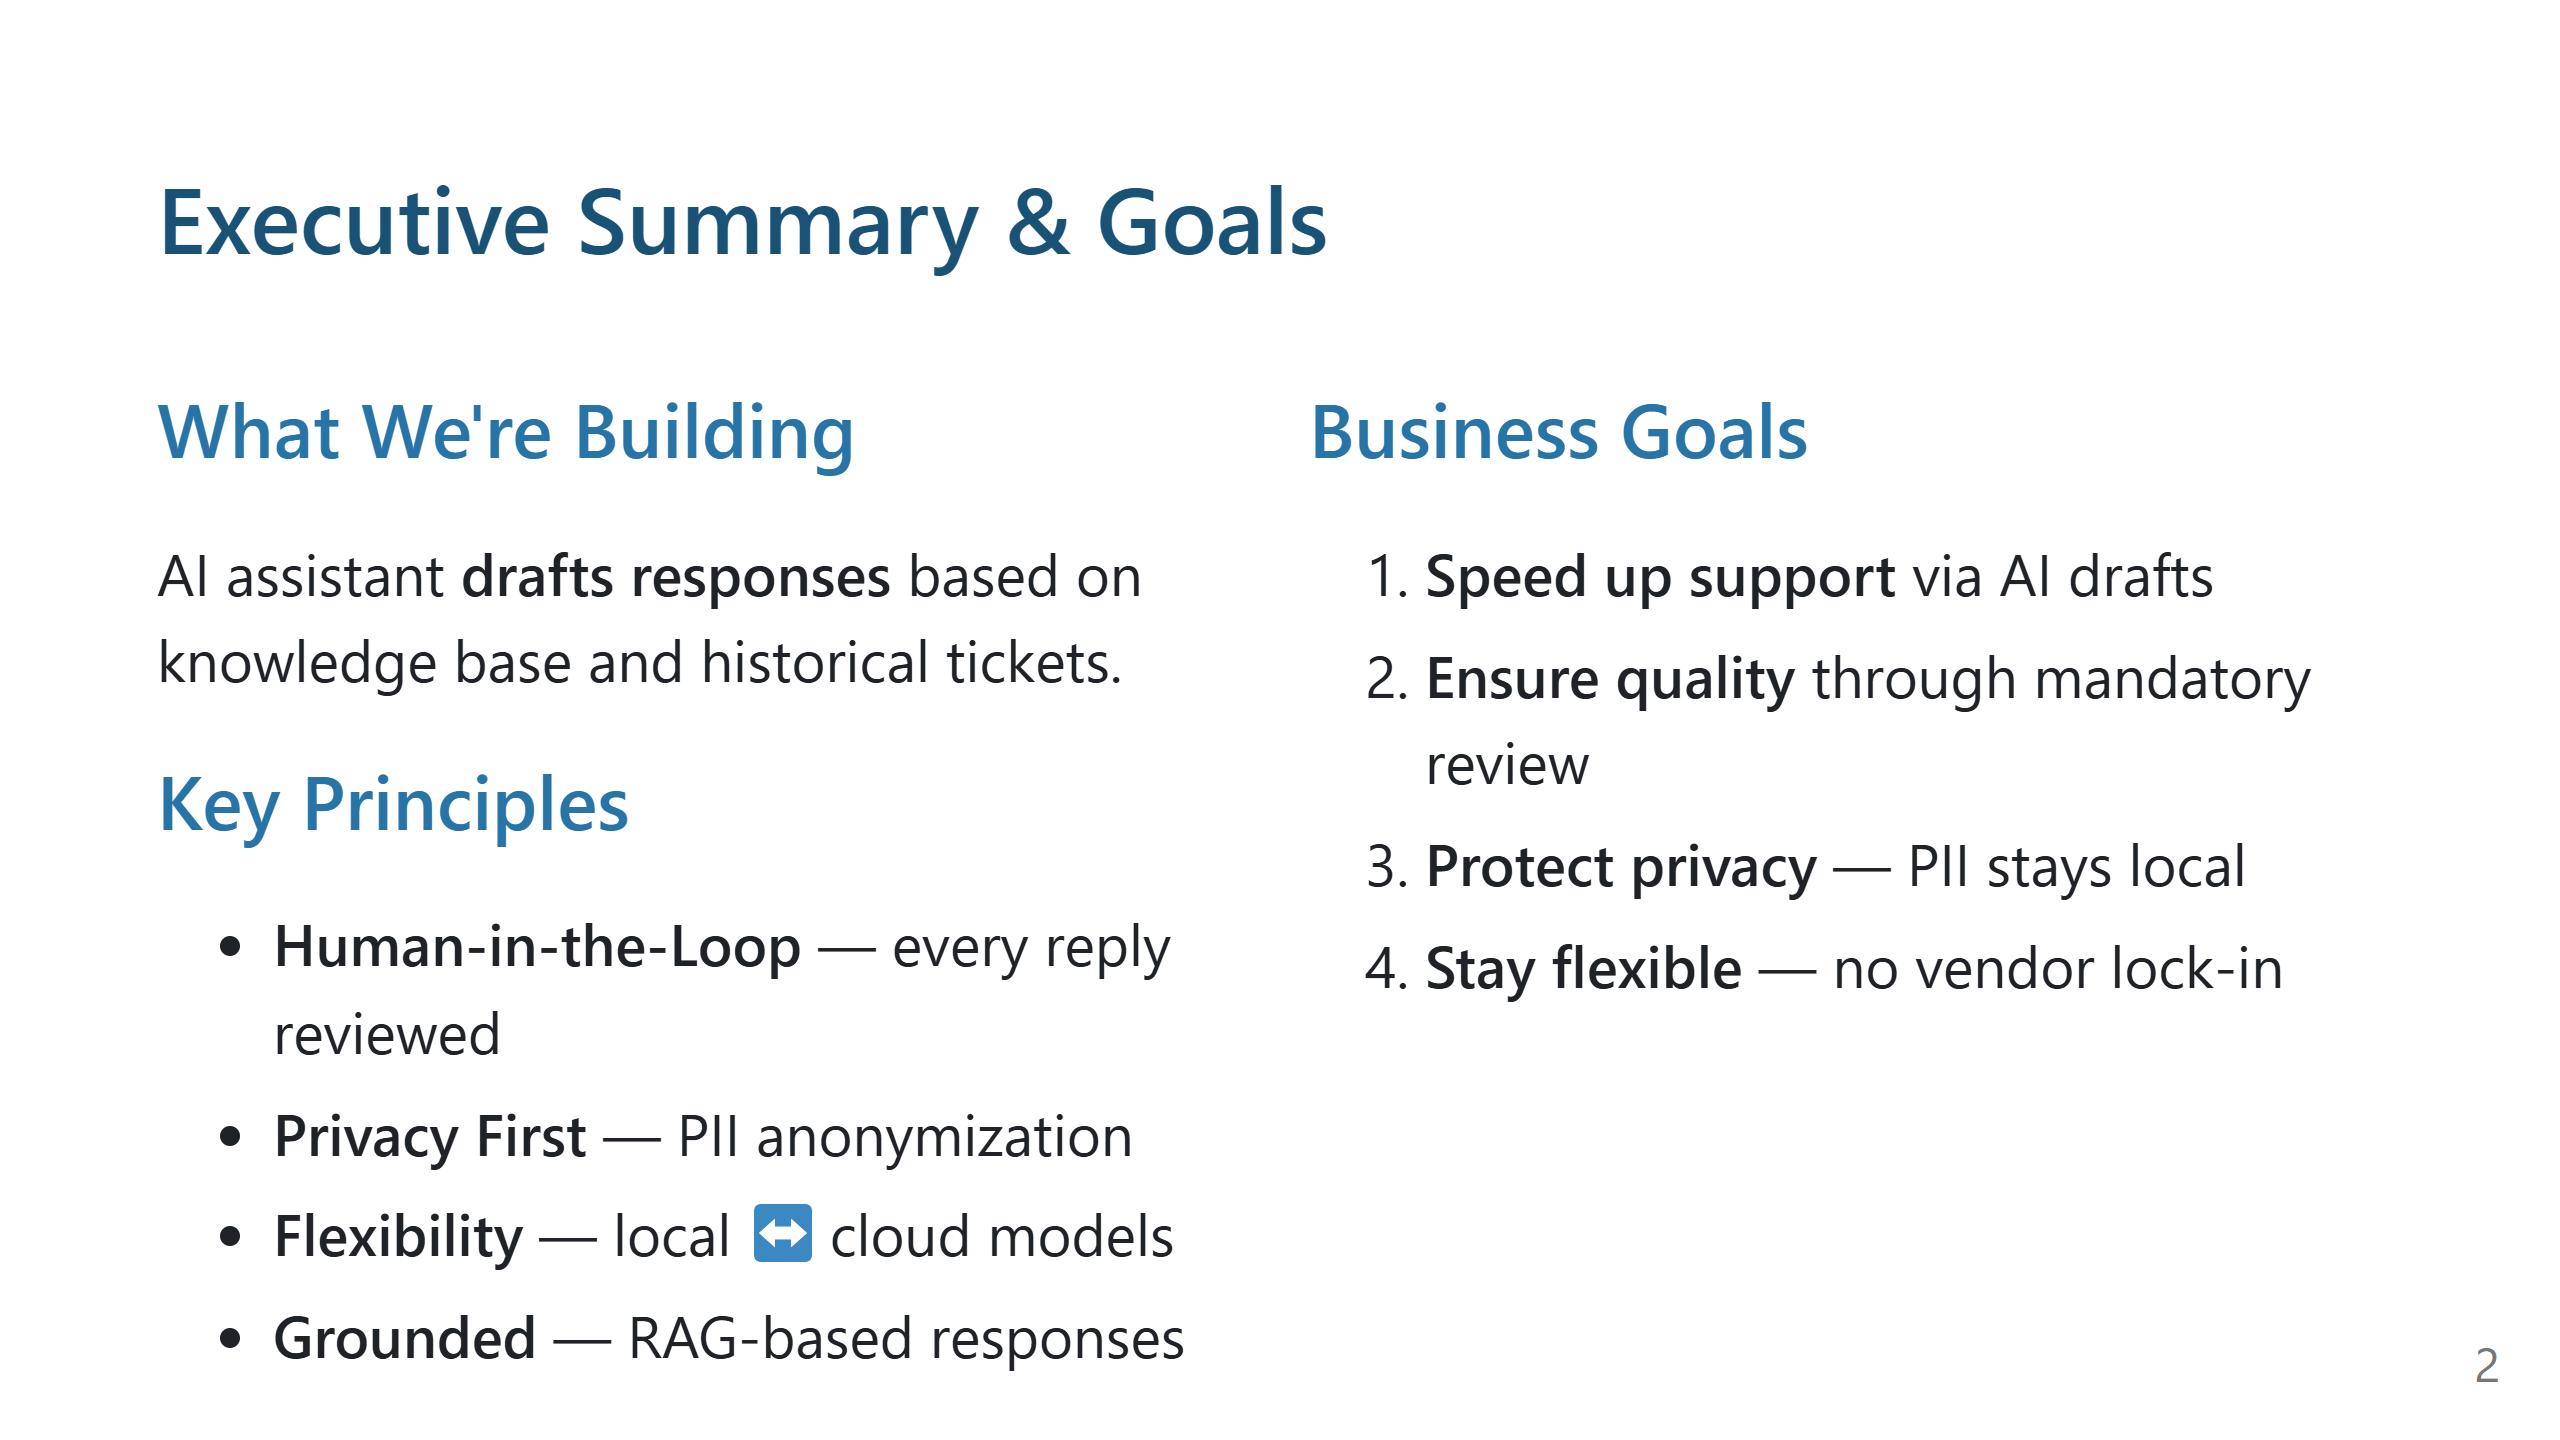 Executive Summary & Goals
What We're Building
AI assistant drafts responses based on
knowledge base and historical tickets.
Key Principles
• Human-in-the-Loop — every reply
reviewed
• Privacy First — PII anonymization
• Flexibility — local ↔️ cloud models
• Grounded — RAG-based responses
Business Goals
1. Speed up support via AI drafts
2. Ensure quality through mandatory
review
3. Protect privacy — PII stays local
4. Stay flexible — no vendor lock-in
2